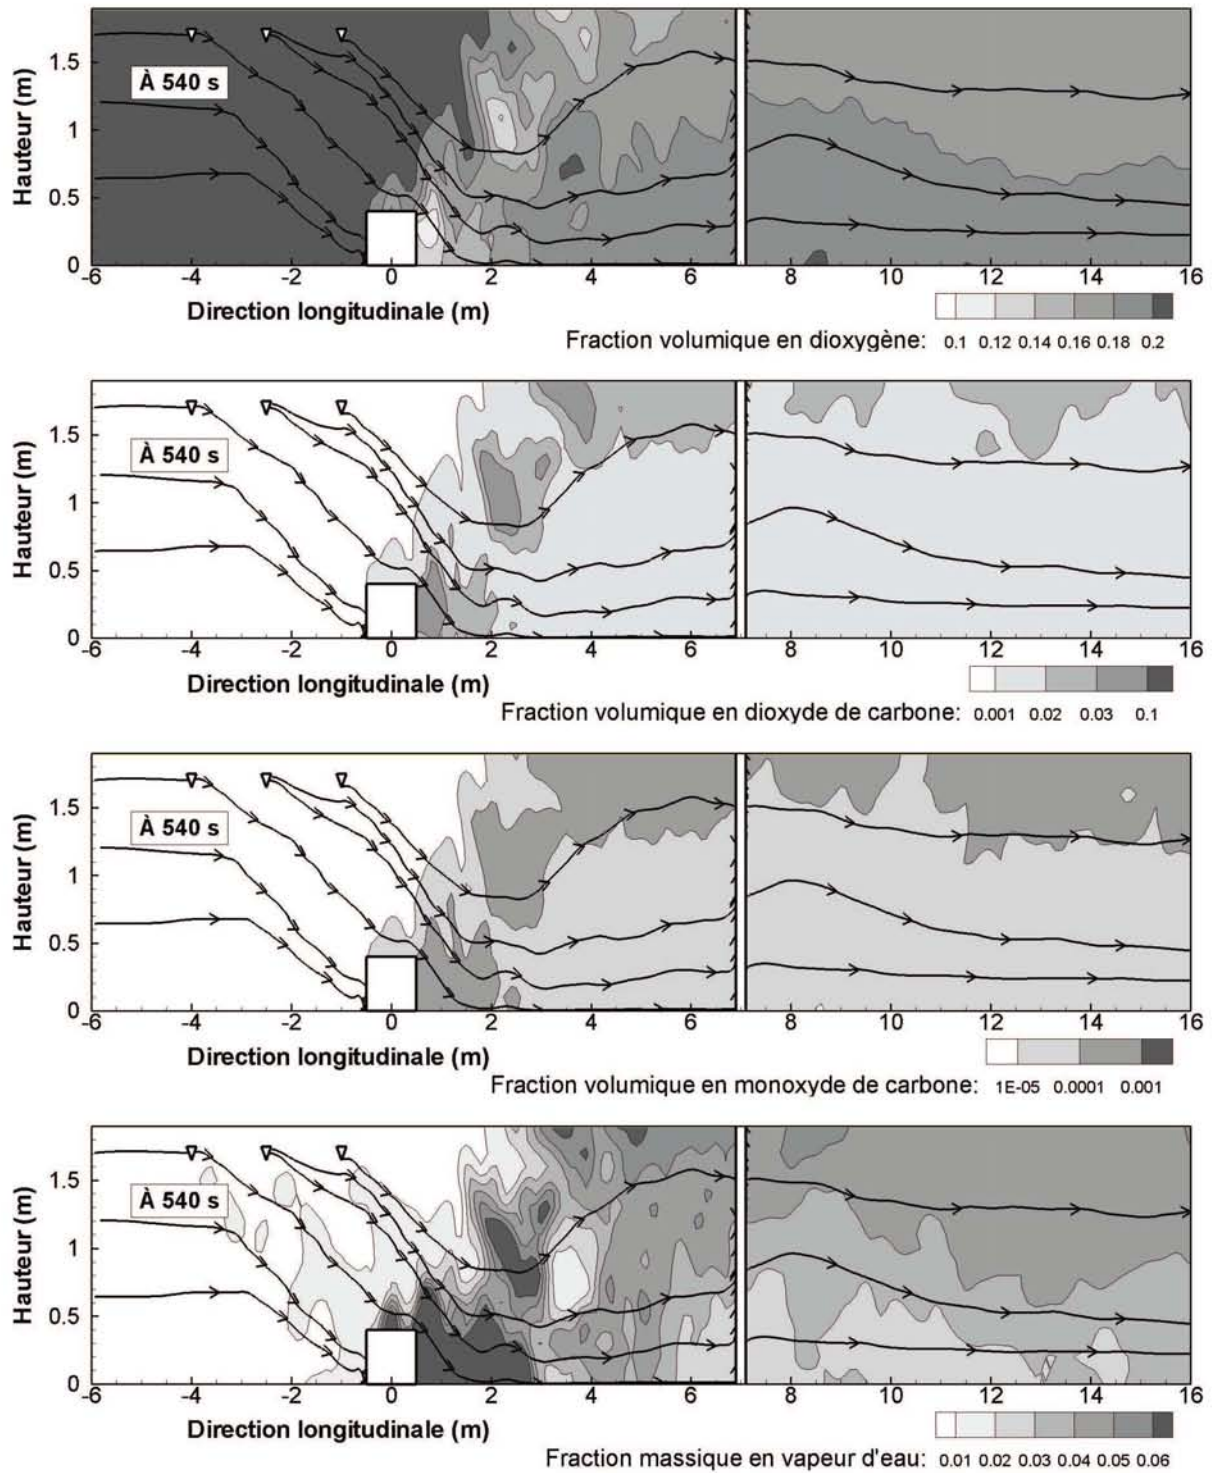 Hauteur (m)
1.5
1
0.5
0
À 540 s
-6 -4 -2 0 2 4 6 8 10 12 14 16
Direction longitudinale (m)
Fraction volumique en dioxygène: 0.1 0.12 0.14 0.16 0.18 0.2
Hauteur (m)
1.5
1
0.5
0
À 540 s
-6 -4 -2 0 2 4 6 8 10 12 14 16
Direction longitudinale (m)
Fraction volumique en dioxyde de carbone: 0.001 0.02 0.03 0.1
Hauteur (m)
1.5
1
0.5
0
À 540 s
-6 -4 -2 0 2 4 6 8 10 12 14 16
Direction longitudinale (m)
Fraction volumique en monoxyde de carbone: 1E-05 0.0001 0.001
Hauteur (m)
1.5
1
0.5
0
À 540 s
-6 -4 -2 0 2 4 6 8 10 12 14 16
Direction longitudinale (m)
Fraction massique en vapeur d'eau: 0.01 0.02 0.03 0.04 0.05 0.06